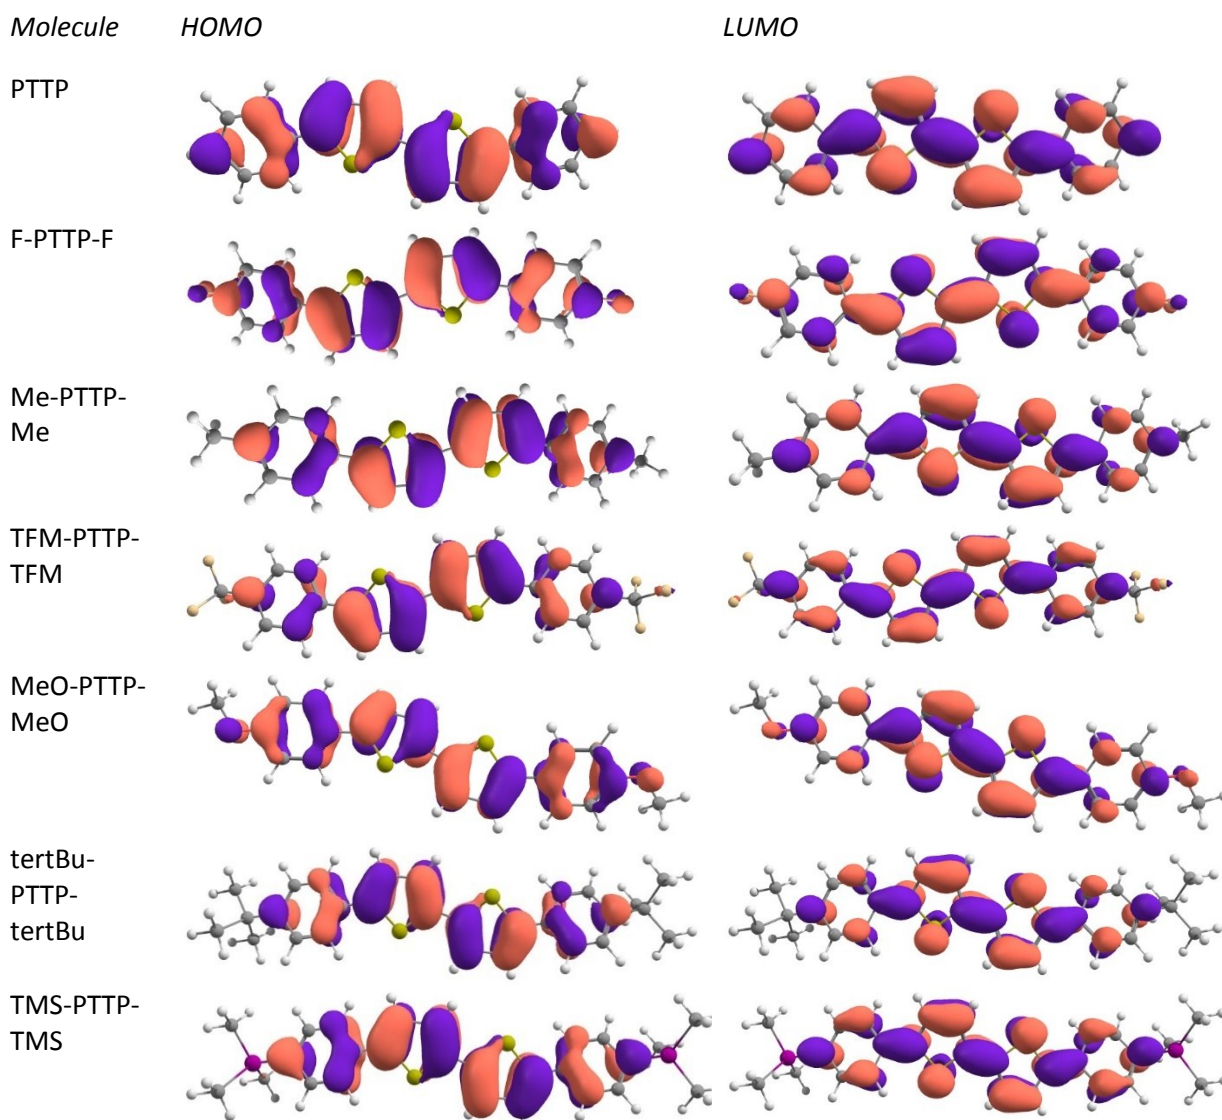 Molecule HOMO LUMO
PTTP
F-PTTP-F
Me-PTTP-
Me
TFM-PTTP-
TFM
MeO-PTTP-
MeO
tertBu-
PTTP-
tertBu
TMS-PTTP-
TMS